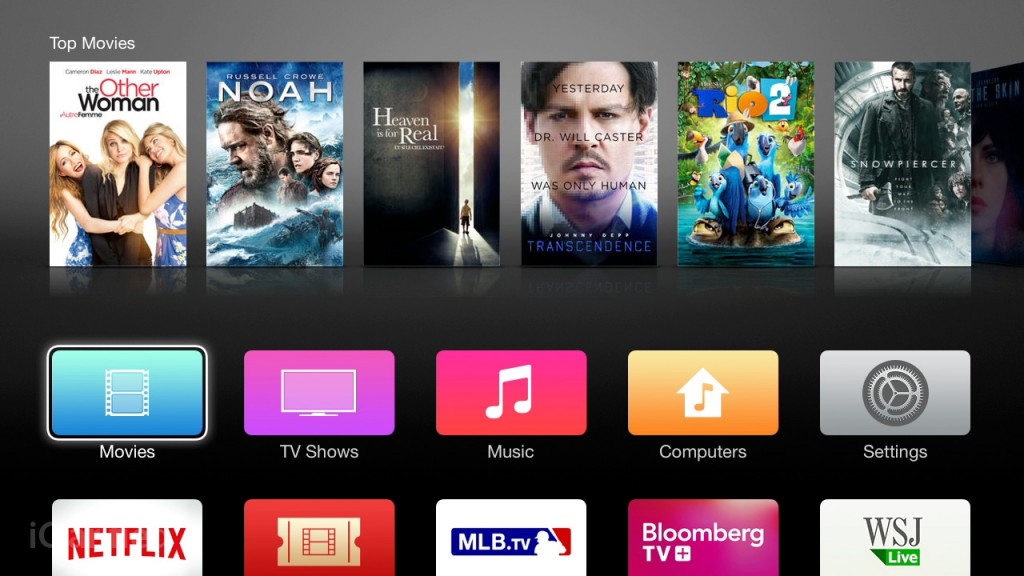 Top Movies
Cameron Diaz Leslie Mann Kate Upton
the Other
Woman
L'AutreFemme
RUSSELL CROWE
NOAH
Heaven
is for Real
YESTERDAY
DR. WILL CASTER
WAS ONLY HUMAN
JOHNNY DEPP
TRANSCENDENCE
Rio 2
SNOWPIERCER
FIGHT
YOUR
THE SKIN
Movies
TV Shows
Music
Computers
Settings
NETFLIX
MLB.TV
Bloomberg
TV+
WSJ
Live